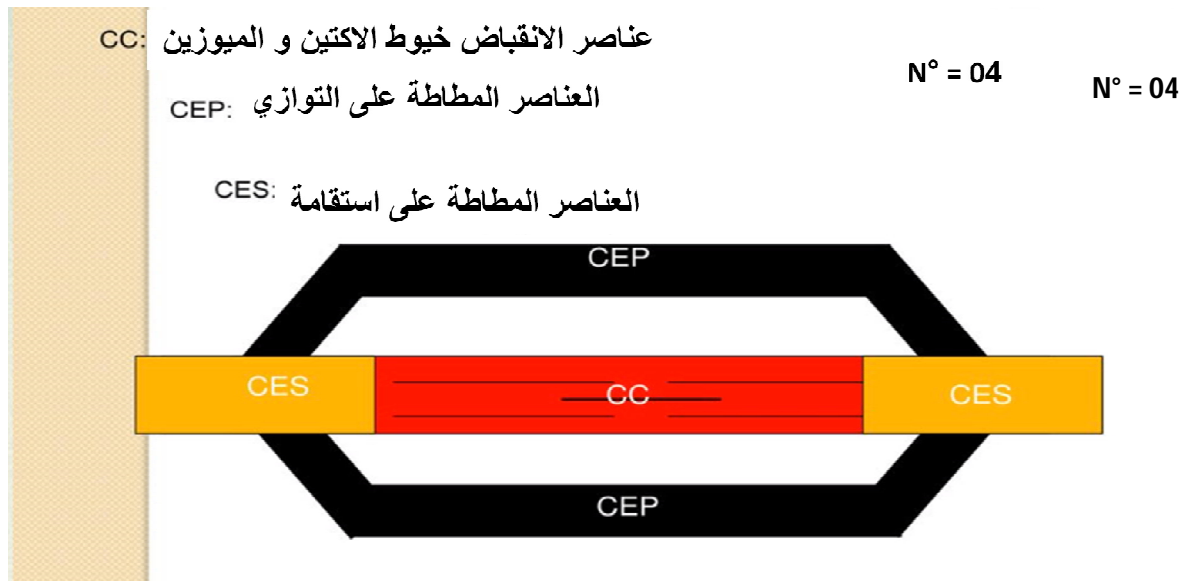 CC: عناصر الانقباض خيوط الاكتين و الميوزين
N° = 04
N° = 04
CEP: العناصر المطاطة على التوازي
CES: العناصر المطاطة على استقامة
CEP
CES
CC
CES
CEP